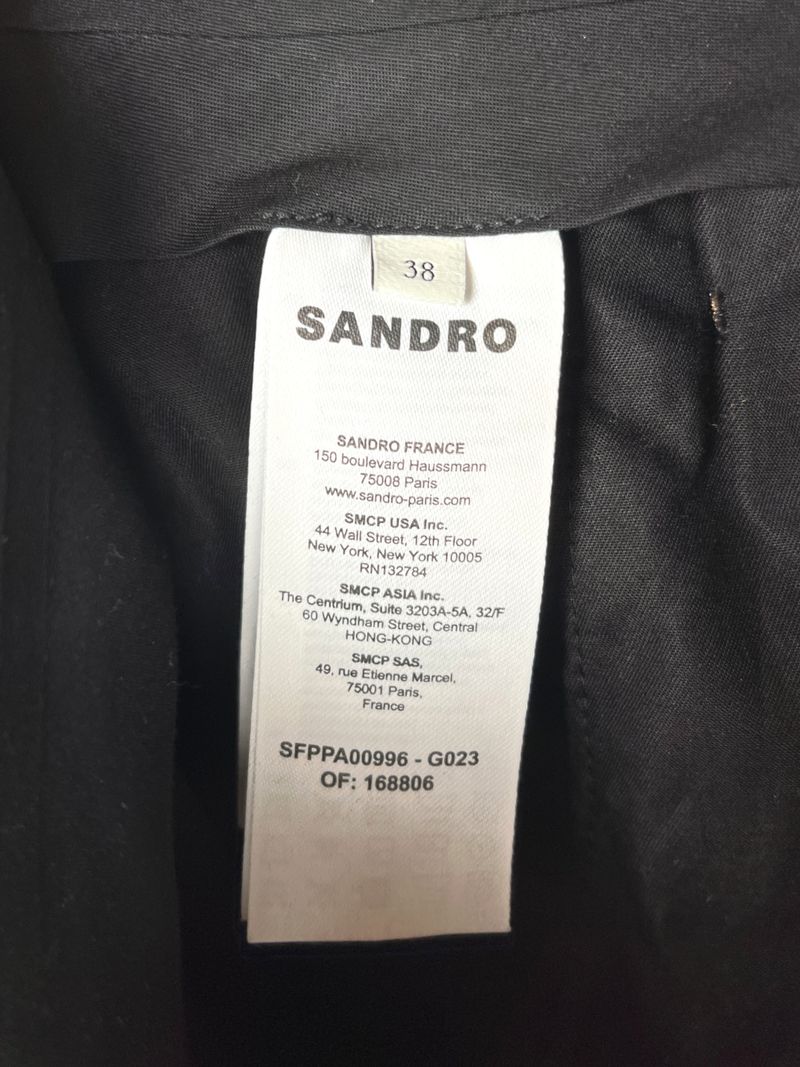 38
SANDRO
SANDRO FRANCE
150 boulevard Haussmann
75008 Paris
www.sandro-paris.com
SMCP USA Inc.
44 Wall Street, 12th Floor
New York, New York 10005
RN132784
SMCP ASIA Inc.
The Centrium, Suite 3203A-5A, 32/F
60 Wyndham Street, Central
HONG-KONG
SMCP SAS,
49, rue Etienne Marcel,
75001 Paris,
France
SFPPA00996 - G023
OF: 168806